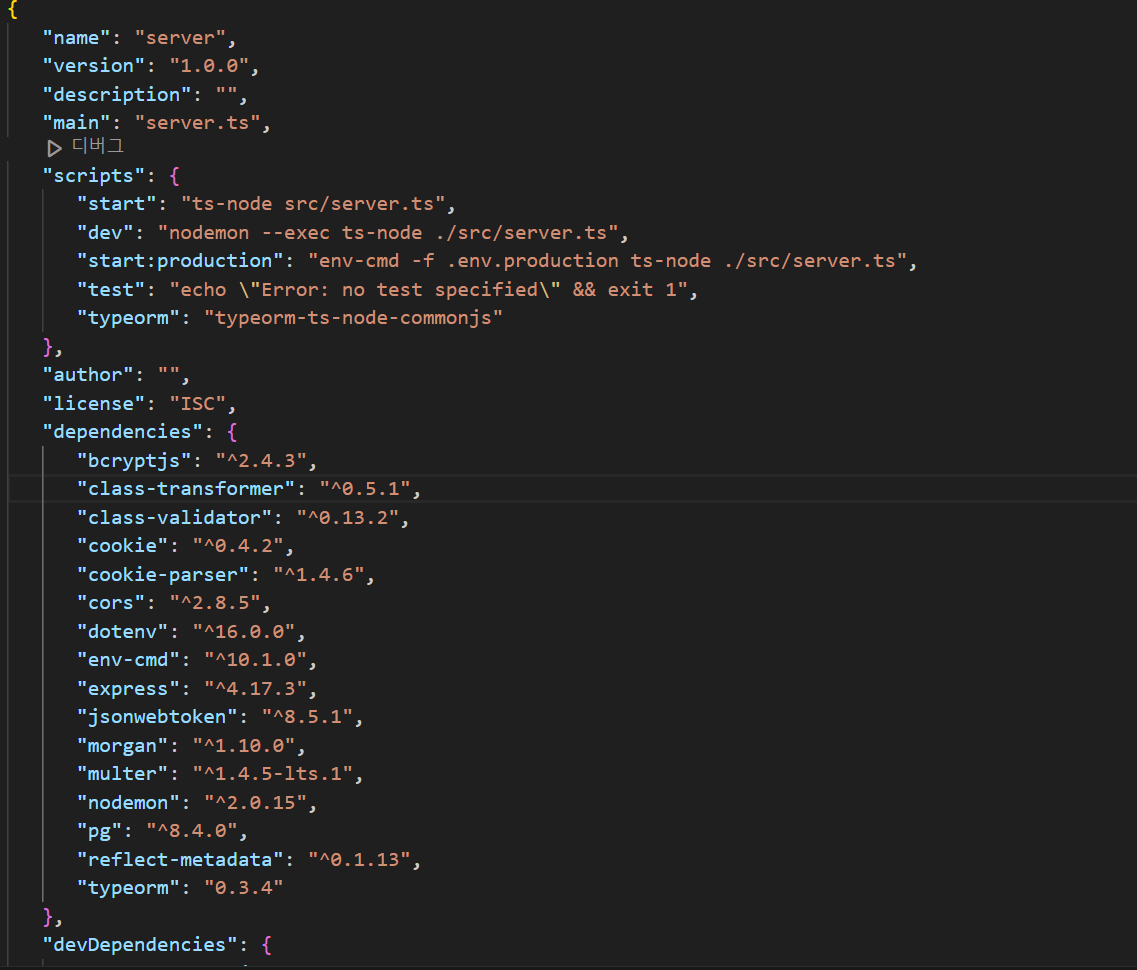 {
"name": "server",
"version": "1.0.0",
"description": "",
"main": "server.ts",
디버그
"scripts": {
"start": "ts-node src/server.ts",
"dev": "nodemon --exec ts-node ./src/server.ts",
"start:production": "env-cmd -f .env.production ts-node ./src/server.ts",
"test": "echo \"Error: no test specified\" && exit 1",
"typeorm": "typeorm-ts-node-commonjs"
},
"author": "",
"license": "ISC",
"dependencies": {
"bcryptjs": "^2.4.3",
"class-transformer": "^0.5.1",
"class-validator": "^0.13.2",
"cookie": "^0.4.2",
"cookie-parser": "^1.4.6",
"cors": "^2.8.5",
"dotenv": "^16.0.0",
"env-cmd": "^10.1.0",
"express": "^4.17.3",
"jsonwebtoken": "^8.5.1",
"morgan": "^1.10.0",
"multer": "^1.4.5-lts.1",
"nodemon": "^2.0.15",
"pg": "^8.4.0",
"reflect-metadata": "^0.1.13",
"typeorm": "0.3.4"
},
"devDependencies": {